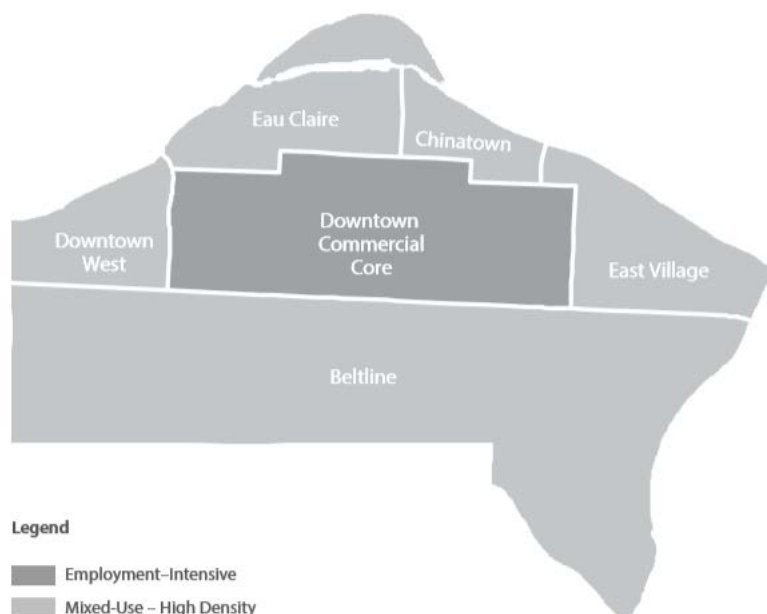 Eau Claire
Chinatown
Downtown
West
Downtown
Commercial
Core
East Village
Beltline
Legend
Employment–Intensive
Mixed-Use – High Density